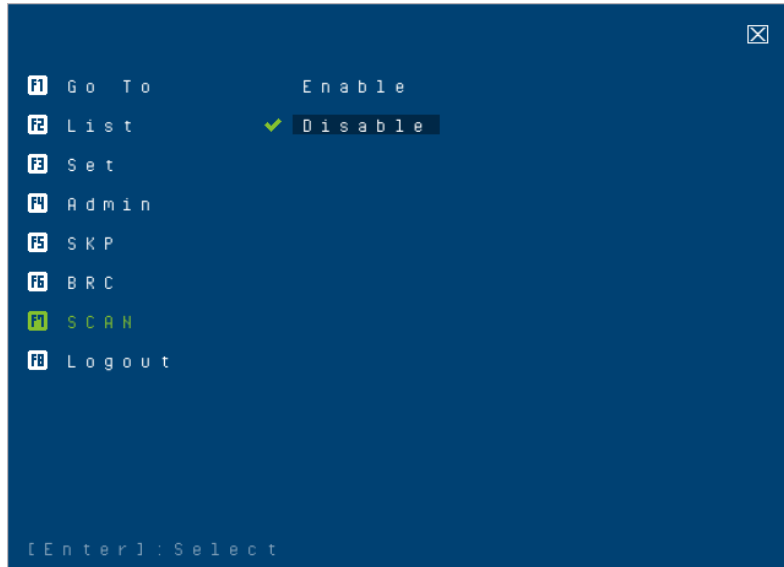 F1 Go To Enable
F2 List Disable
F3 Set
F4 Admin
F5 SKP
F6 BRC
F7 SCAN
F8 Logout
[Enter]:Select